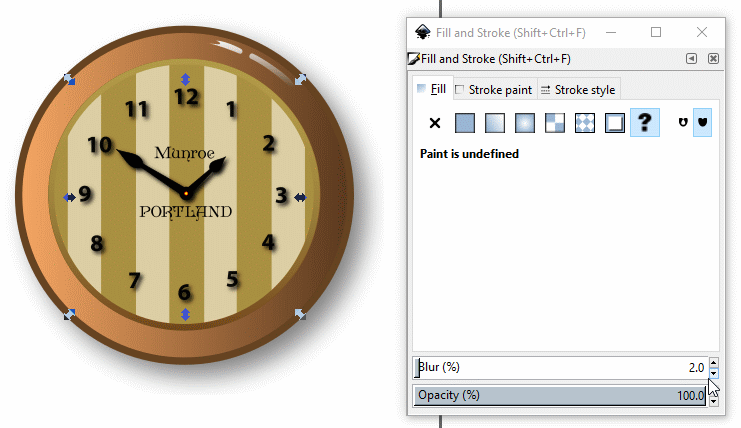 12
11
1
10
2
Munroe
9
3
PORTLAND
8
4
7
5
6
Fill and Stroke (Shift+Ctrl+F)
Fill and Stroke (Shift+Ctrl+F)
Fill
Stroke paint
Stroke style
?
Paint is undefined
Blur (%)
2.0
Opacity (%)
100.0